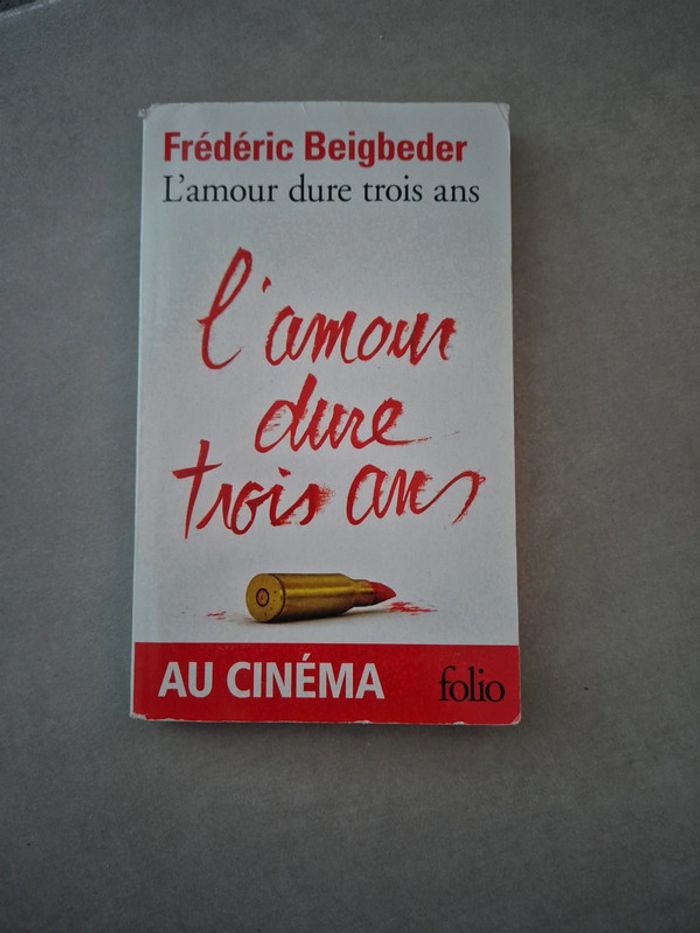 Frédéric Beigbeder
L'amour dure trois ans
l'amour
dure
trois ans
AU CINÉMA
folio